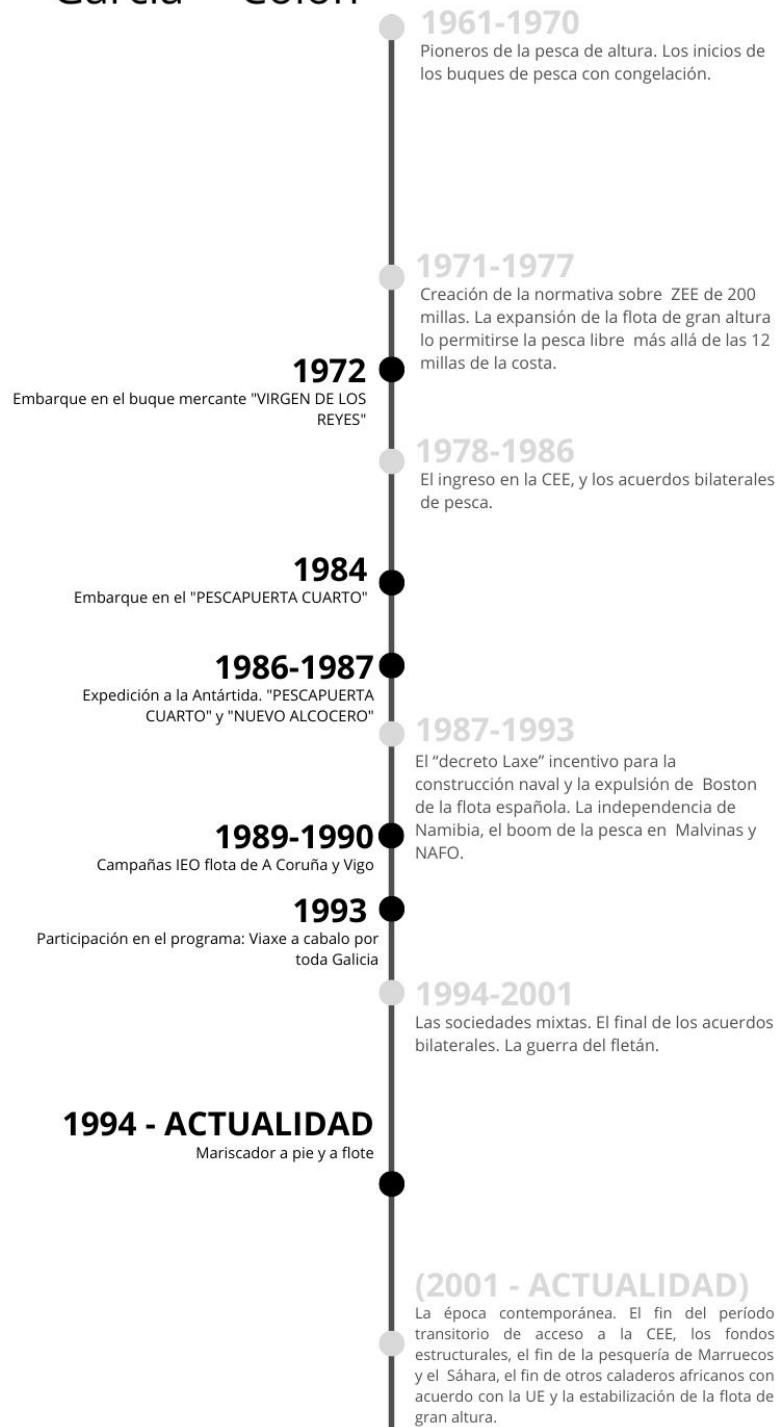 García "Colón"
1961-1970
Pioneros de la pesca de altura. Los inicios de
los buques de pesca con congelación.
1971-1977
Creación de la normativa sobre ZEE de 200
millas. La expansión de la flota de gran altura
lo permitirse la pesca libre más allá de las 12
millas de la costa.
1972
Embarque en el buque mercante "VIRGEN DE LOS
REYES"
1978-1986
El ingreso en la CEE, y los acuerdos bilaterales
de pesca.
1984
Embarque en el "PESCAPUERTA CUARTO"
1986-1987
Expedición a la Antártida. "PESCAPUERTA
CUARTO" y "NUEVO ALCOCERO"
1987-1993
El “decreto Laxe” incentivo para la
construcción naval y la expulsión de Boston
de la flota española. La independencia de
Namibia, el boom de la pesca en Malvinas y
NAFO.
1989-1990
Campañas IEO flota de A Coruña y Vigo
1993
Participación en el programa: Viaxe a cabalo por
toda Galicia
1994-2001
Las sociedades mixtas. El final de los acuerdos
bilaterales. La guerra del fletán.
1994 - ACTUALIDAD
Mariscador a pie y a flote
(2001 - ACTUALIDAD)
La época contemporánea. El fin del período
transitorio de acceso a la CEE, los fondos
estructurales, el fin de la pesquería de Marruecos
y el Sáhara, el fin de otros caladeros africanos con
acuerdo con la UE y la estabilización de la flota de
gran altura.